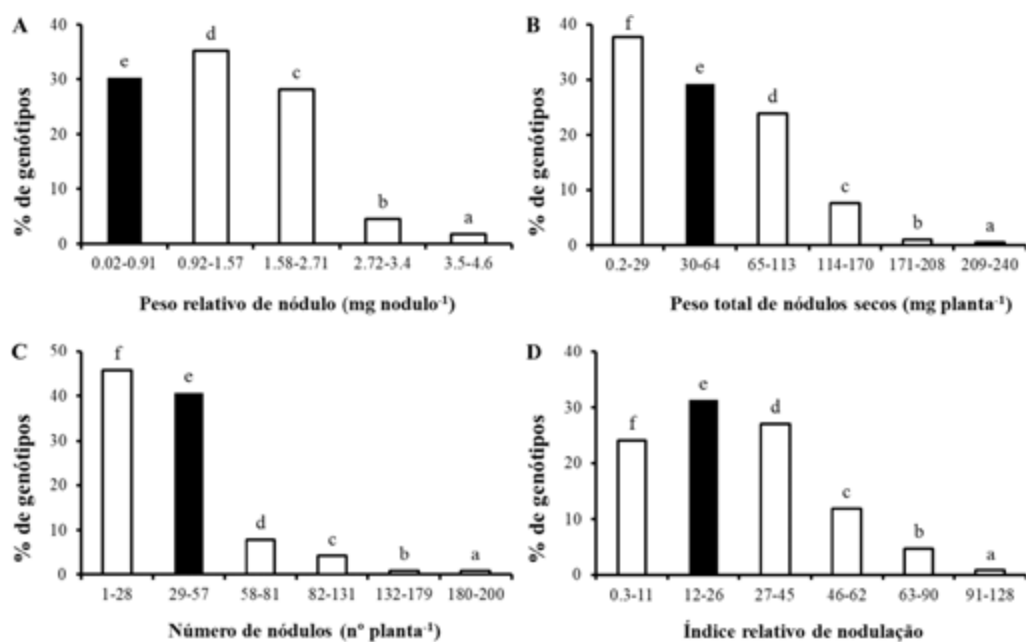 A
% de genótipos
40
30
20
10
0
e
d
c
b
a
0.02-0.91 0.92-1.57 1.58-2.71 2.72-3.4 3.5-4.6
Peso relativo de nódulo (mg nodulo-1)
B
% de genótipos
40
30
20
10
0
f
e
d
c
b
a
0.2-29 30-64 65-113 114-170 171-208 209-240
Peso total de nódulos secos (mg planta-1)
C
% de genótipos
50
40
30
20
10
0
f
e
d
c
b
a
1-28 29-57 58-81 82-131 132-179 180-200
Número de nódulos (nº planta-1)
D
% de genótipos
40
30
20
10
0
f
e
d
c
b
a
0.3-11 12-26 27-45 46-62 63-90 91-128
Índice relativo de nodulação